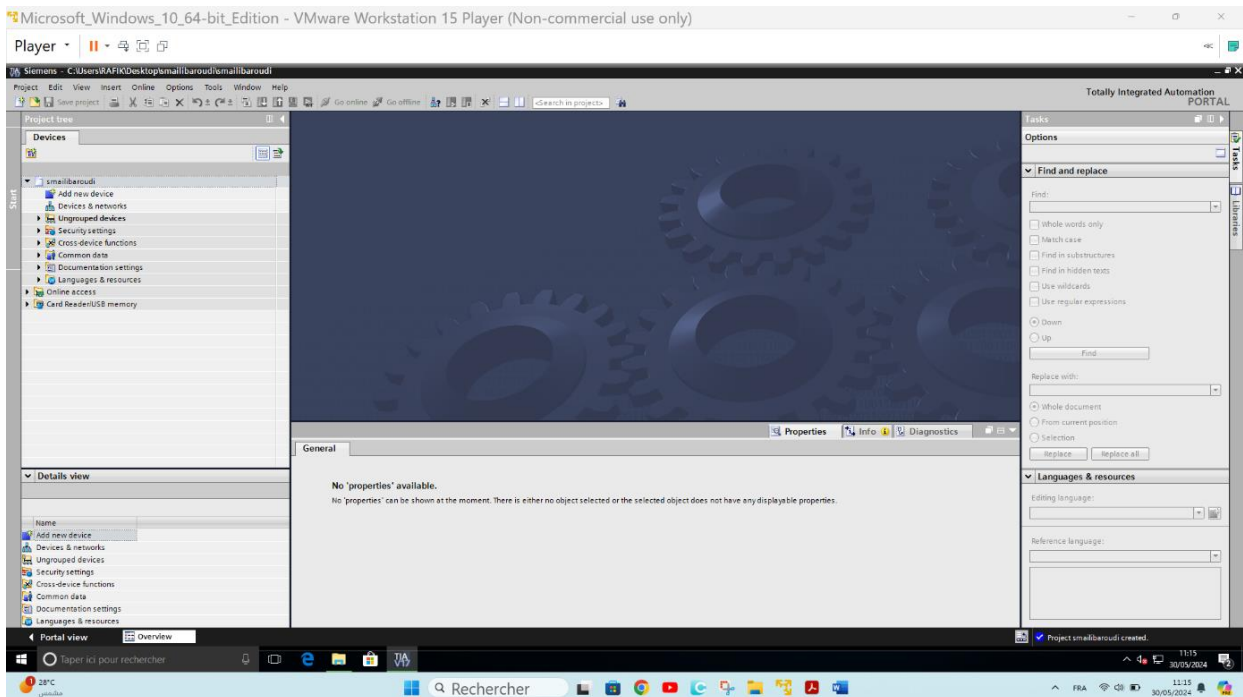 Microsoft_Windows_10_64-bit_Edition - VMware Workstation 15 Player (Non-commercial use only)
Player
Siemens - C:\Users\RAFIK\Desktop\smailibaroudi\smailibaroudi
Project Edit View Insert Online Options Tools Window Help
Save project Go online Go offline <Search in project>
Totally Integrated Automation
PORTAL
Project tree
Devices
Start
smailibaroudi
Add new device
Devices & networks
Ungrouped devices
Security settings
Cross-device functions
Common data
Documentation settings
Languages & resources
Online access
Card Reader/USB memory
Details view
Name
Add new device
Devices & networks
Ungrouped devices
Security settings
Cross-device functions
Common data
Documentation settings
Languages & resources
Properties Info Diagnostics
General
No 'properties' available.
No 'properties' can be shown at the moment. There is either no object selected or the selected object does not have any displayable properties.
Tasks
Options
Find and replace
Find:
Whole words only
Match case
Find in substructures
Find in hidden texts
Use wildcards
Use regular expressions
Down
Up
Find
Replace with:
Whole document
From current position
Selection
Replace Replace all
Languages & resources
Editing language:
Reference language:
Tasks
Libraries
Portal view Overview
Project smailibaroudi created.
Taper ici pour rechercher
TIA V15
11:15
30/05/2024
28°C
مشمس
Rechercher
FRA
11:15
30/05/2024